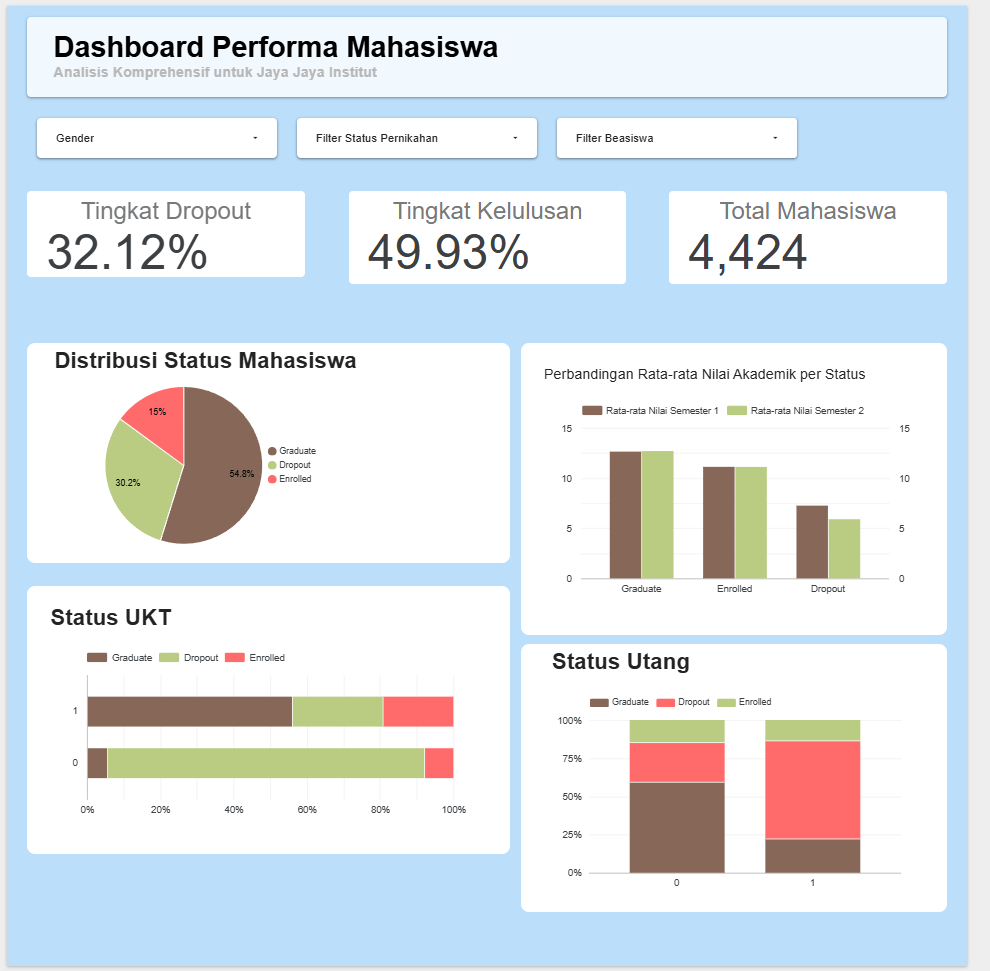 Dashboard Performa Mahasiswa
Analisis Komprehensif untuk Jaya Jaya Institut
Gender
Filter Status Pernikahan
Filter Beasiswa
Tingkat Dropout
32.12%
Tingkat Kelulusan
49.93%
Total Mahasiswa
4,424
Distribusi Status Mahasiswa
15%
30.2%
54.8%
Graduate
Dropout
Enrolled
Perbandingan Rata-rata Nilai Akademik per Status
Rata-rata Nilai Semester 1 Rata-rata Nilai Semester 2
15 15
10 10
5 5
0 0
Graduate Enrolled Dropout
Status UKT
Graduate Dropout Enrolled
1
0
0% 20% 40% 60% 80% 100%
Status Utang
Graduate Dropout Enrolled
100%
75%
50%
25%
0%
0 1